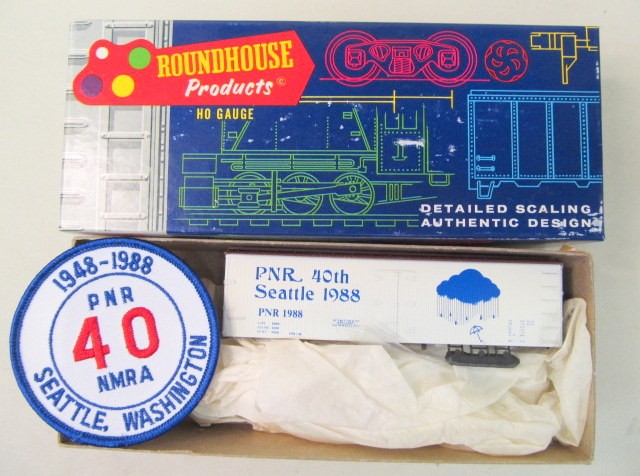 ROUNDHOUSE
Products©
HO GAUGE
DETAILED SCALING
AUTHENTIC DESIGN
1948-1988
PNR
40
NMRA
SEATTLE, WASHINGTON
PNR 40th
Seattle 1988
PNR 1988